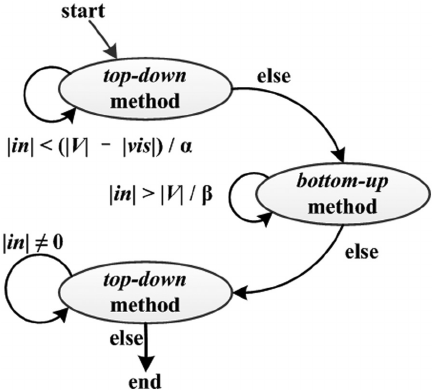 start
top-down
method
else
|in| < (|V| − |vis|) / α
bottom-up
method
|in| > |V| / β
else
|in| ≠ 0
top-down
method
else
end